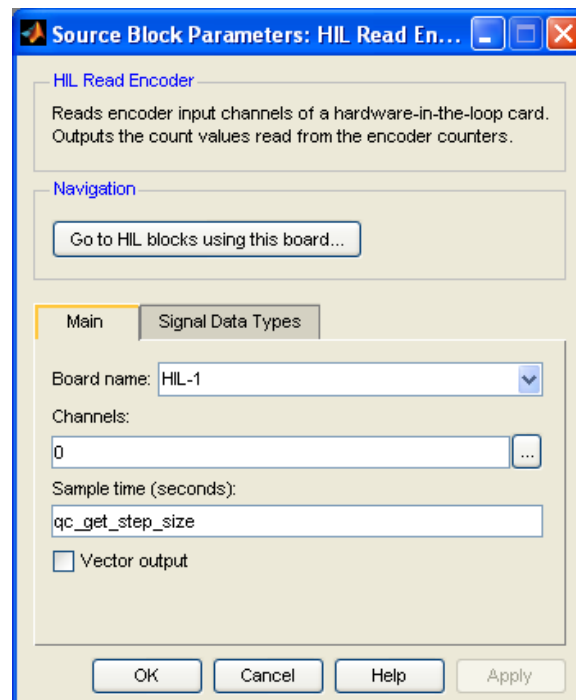 Source Block Parameters: HIL Read En...
HIL Read Encoder
Reads encoder input channels of a hardware-in-the-loop card.
Outputs the count values read from the encoder counters.
Navigation
Go to HIL blocks using this board...
Main Signal Data Types
Board name: HIL-1
Channels:
0 ...
Sample time (seconds):
qc_get_step_size
Vector output
OK Cancel Help Apply